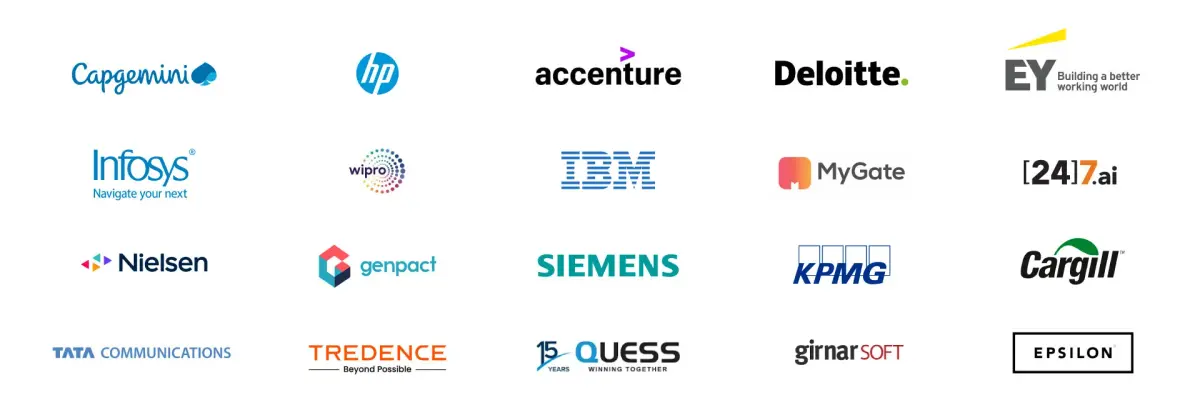 Capgemini
hp
accenture
Deloitte.
EY Building a better
working world
Infosys®
Navigate your next
wipro
IBM
MyGate
[24]7.ai
Nielsen
genpact
SIEMENS
KPMG
Cargill™
TATA COMMUNICATIONS
TREDENCE
Beyond Possible
15
YEARS
QUESS
WINNING TOGETHER
girnarSOFT
EPSILON